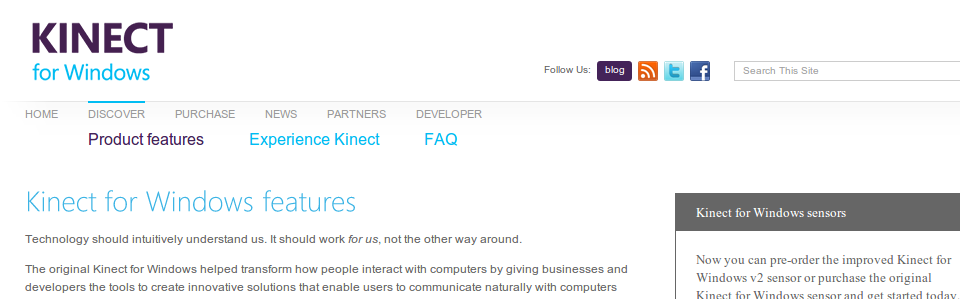 KINECT
for Windows
Follow Us: blog
Search This Site
HOME DISCOVER PURCHASE NEWS PARTNERS DEVELOPER
Product features Experience Kinect FAQ
Kinect for Windows features
Technology should intuitively understand us. It should work for us, not the other way around.
The original Kinect for Windows helped transform how people interact with computers by giving businesses and
developers the tools to create innovative solutions that enable users to communicate naturally with computers
Kinect for Windows sensors
Now you can pre-order the improved Kinect for
Windows v2 sensor or purchase the original
Kinect for Windows sensor and get started today